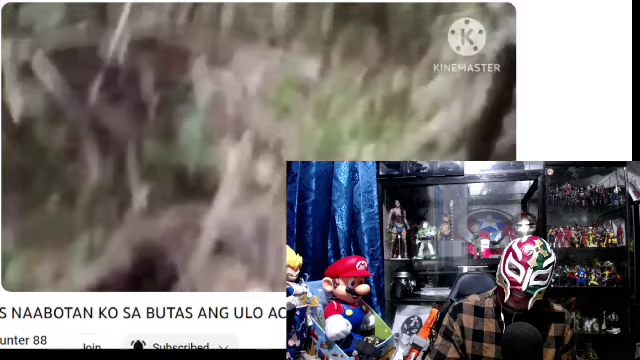 K
KINEMASTER
S NAABOTAN KO SA BUTAS ANG ULO AC
unter 88
Join
Subscribed